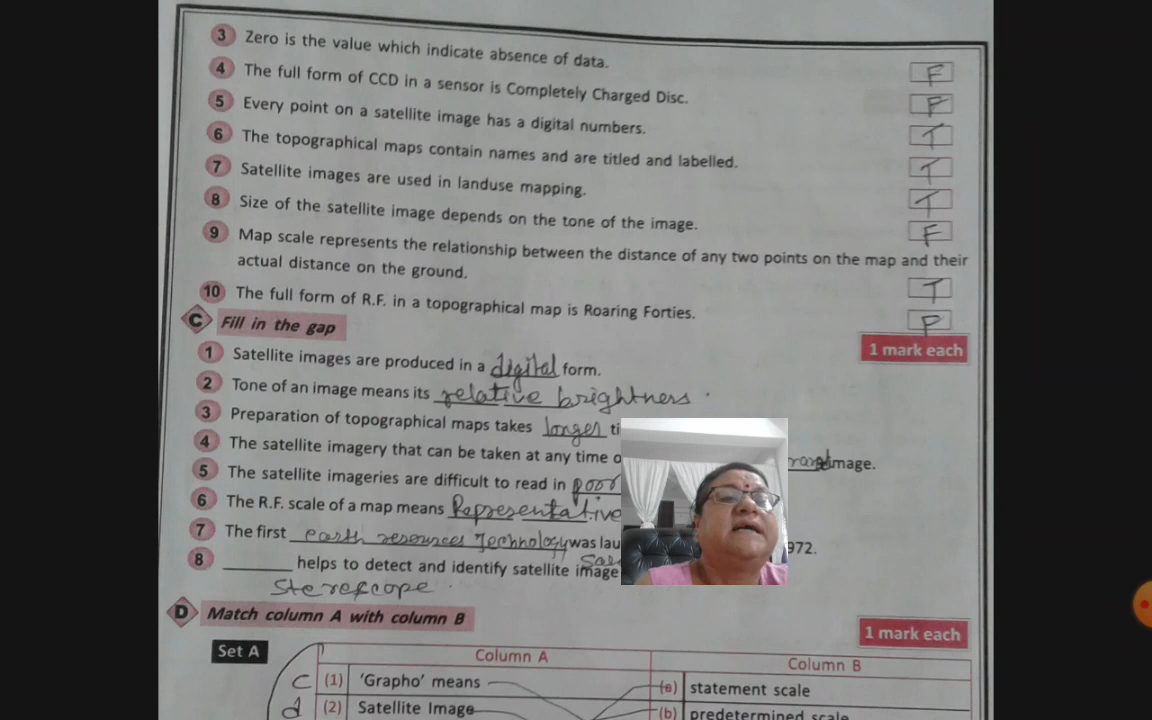 3 Zero is the value which indicate absence of data. F
4 The full form of CCD in a sensor is Completely Charged Disc. F
5 Every point on a satellite image has a digital numbers. T
6 The topographical maps contain names and are titled and labelled. T
7 Satellite images are used in landuse mapping. T
8 Size of the satellite image depends on the tone of the image. F
9 Map scale represents the relationship between the distance of any two points on the map and their
actual distance on the ground. T
10 The full form of R.F. in a topographical map is Roaring Forties. F
C Fill in the gap
1 mark each
1 Satellite images are produced in a digital form.
2 Tone of an image means its relative brightness.
3 Preparation of topographical maps takes longer ti
4 The satellite imagery that can be taken at any time o image.
5 The satellite imageries are difficult to read in poor
6 The R.F. scale of a map means Representative
7 The first earth resources Technology was lau 972.
8 helps to detect and identify satellite image
D Match column A with column B
1 mark each
Set A
Column A Column B
c (1) 'Grapho' means (a) statement scale
d (2) Satellite Image (b) predetermined scale